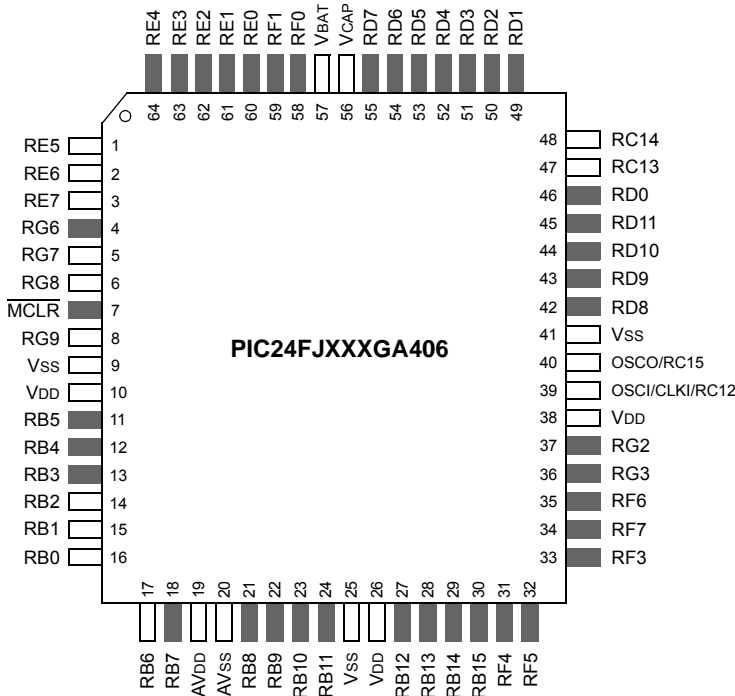 RE4 RE3 RE2 RE1 RE0 RF1 RF0 VBAT VCAP RD7 RD6 RD5 RD4 RD3 RD2 RD1
64 63 62 61 60 59 58 57 56 55 54 53 52 51 50 49
RE5 1
RE6 2
RE7 3
RG6 4
RG7 5
RG8 6
MCLR 7
RG9 8
VSS 9
VDD 10
RB5 11
RB4 12
RB3 13
RB2 14
RB1 15
RB0 16
PIC24FJXXXGA406
48 RC14
47 RC13
46 RD0
45 RD11
44 RD10
43 RD9
42 RD8
41 VSS
40 OSCO/RC15
39 OSCI/CLKI/RC12
38 VDD
37 RG2
36 RG3
35 RF6
34 RF7
33 RF3
17 18 19 20 21 22 23 24 25 26 27 28 29 30 31 32
RB6 RB7 AVDD AVSS RB8 RB9 RB10 RB11 VSS VDD RB12 RB13 RB14 RB15 RF4 RF5